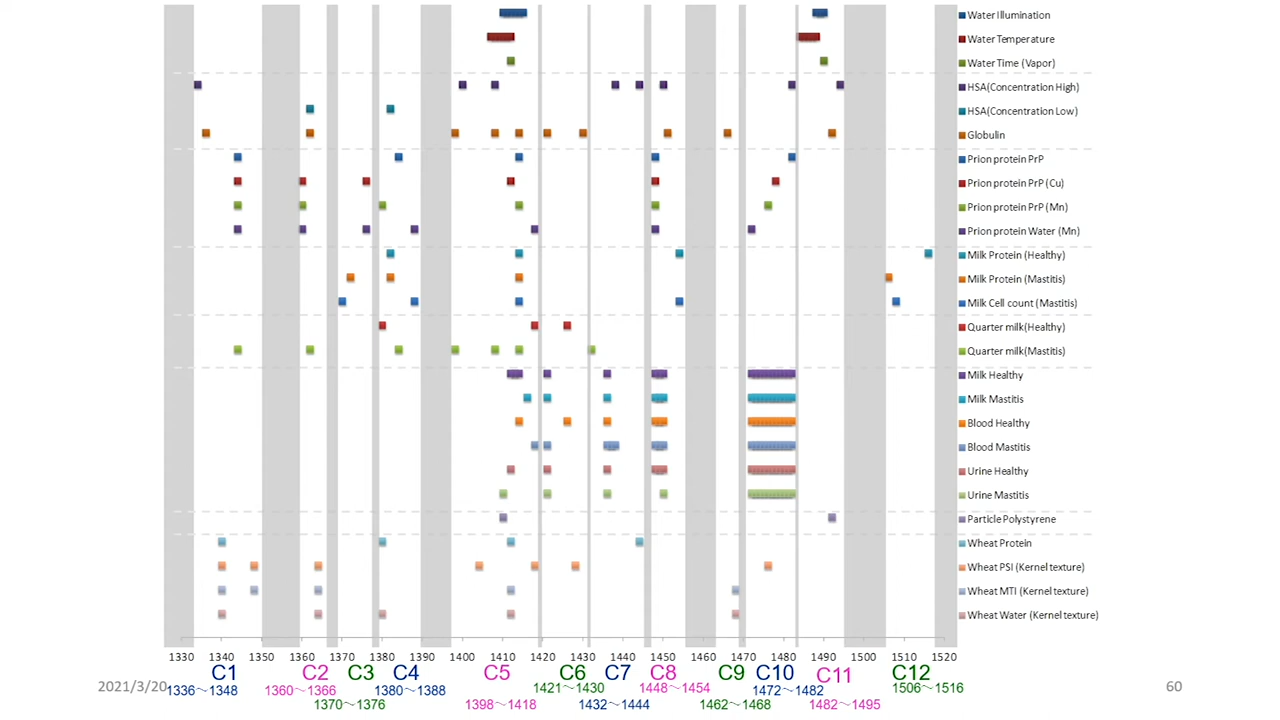 Water Illumination
Water Temperature
Water Time (Vapor)
HSA(Concentration High)
HSA(Concentration Low)
Globulin
Prion protein PrP
Prion protein PrP (Cu)
Prion protein PrP (Mn)
Prion protein Water (Mn)
Milk Protein (Healthy)
Milk Protein (Mastitis)
Milk Cell count (Mastitis)
Quarter milk(Healthy)
Quarter milk(Mastitis)
Milk Healthy
Milk Mastitis
Blood Healthy
Blood Mastitis
Urine Healthy
Urine Mastitis
Particle Polystyrene
Wheat Protein
Wheat PSI (Kernel texture)
Wheat MTI (Kernel texture)
Wheat Water (Kernel texture)
1330 1340 1350 1360 1370 1380 1390 1400 1410 1420 1430 1440 1450 1460 1470 1480 1490 1500 1510 1520
C1 C2 C3 C4 C5 C6 C7 C8 C9 C10 C11 C12
2021/3/20 1336～1348 1360～1366 1380～1388 1421～1430 1448～1454 1472～1482 1506～1516 60
1370～1376 1398～1418 1432～1444 1462～1468 1482～1495